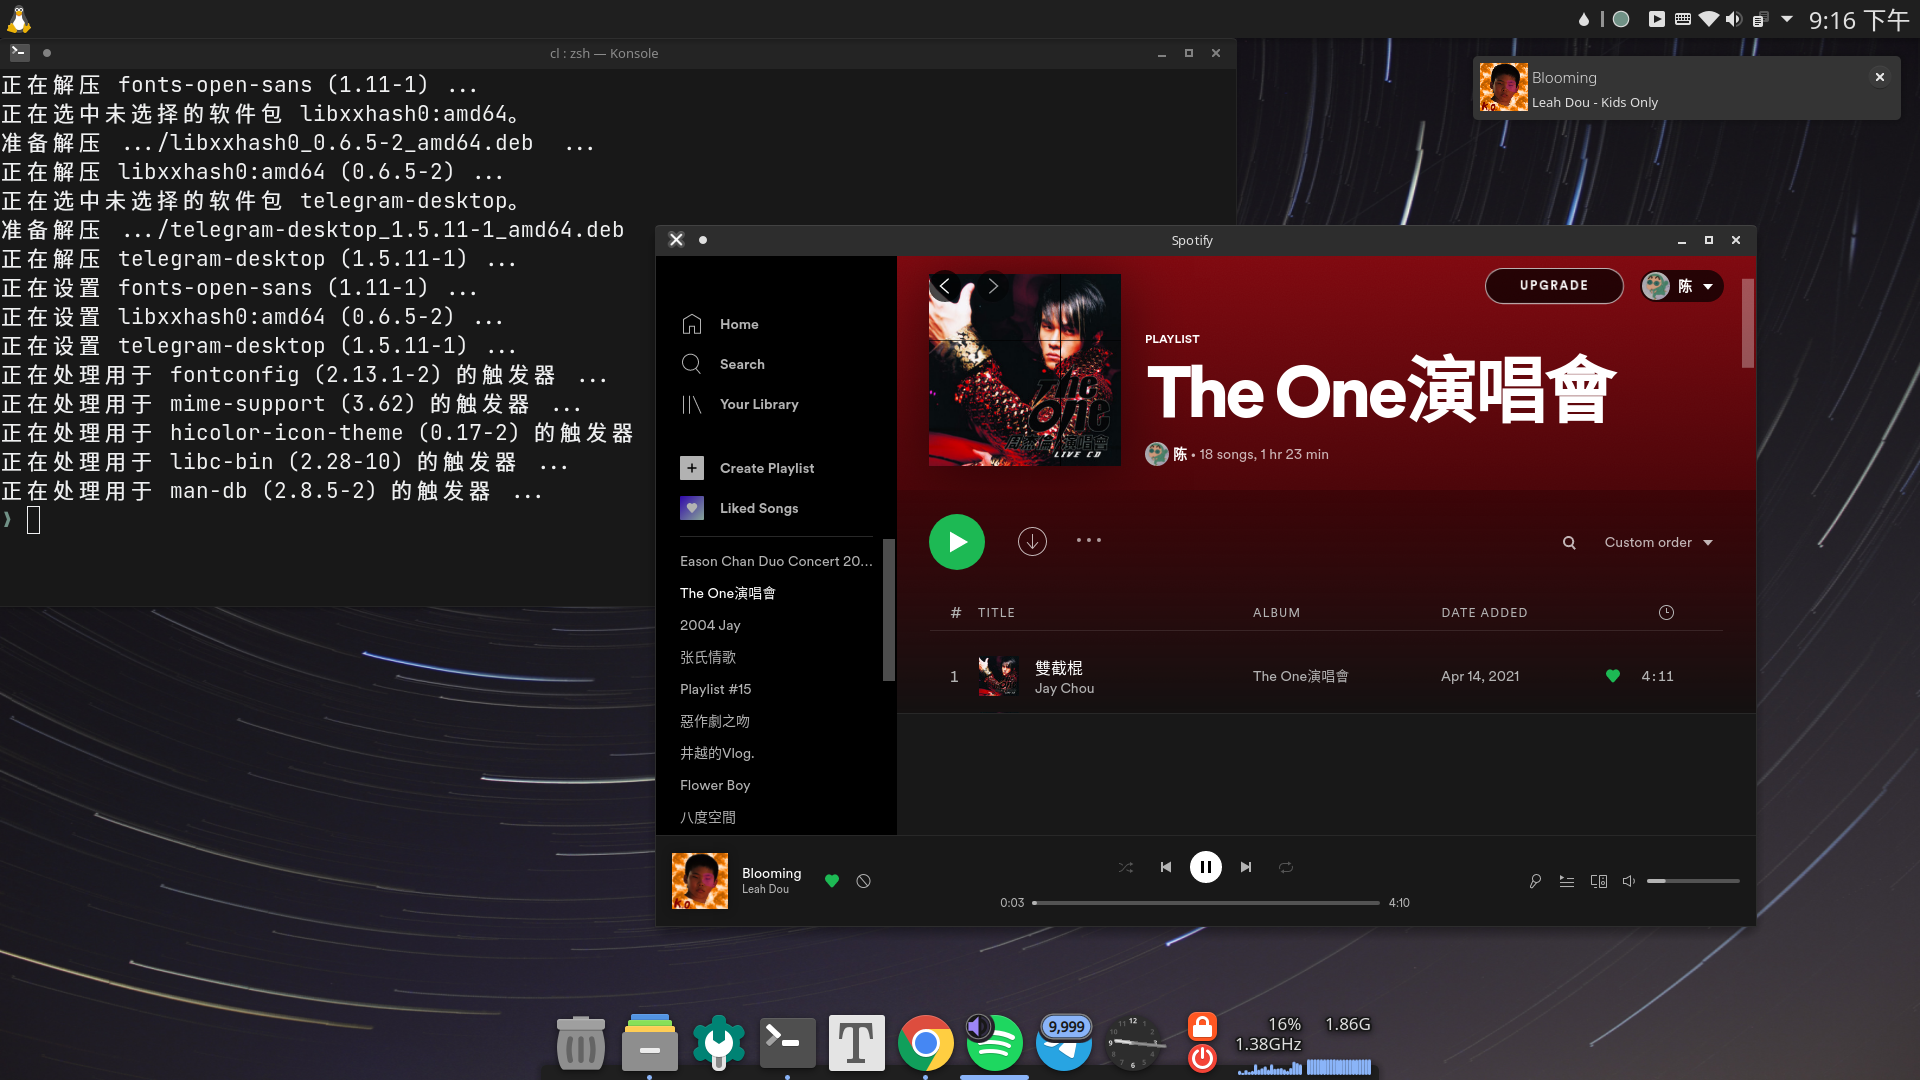 9:16 下午
cl : zsh — Konsole
正在解压 fonts-open-sans (1.11-1) ...
正在选中未选择的软件包 libxxhash0:amd64。
准备解压 .../libxxhash0_0.6.5-2_amd64.deb ...
正在解压 libxxhash0:amd64 (0.6.5-2) ...
正在选中未选择的软件包 telegram-desktop。
准备解压 .../telegram-desktop_1.5.11-1_amd64.deb
正在解压 telegram-desktop (1.5.11-1) ...
正在设置 fonts-open-sans (1.11-1) ...
正在设置 libxxhash0:amd64 (0.6.5-2) ...
正在设置 telegram-desktop (1.5.11-1) ...
正在处理用于 fontconfig (2.13.1-2) 的触发器 ...
正在处理用于 mime-support (3.62) 的触发器 ...
正在处理用于 hicolor-icon-theme (0.17-2) 的触发器
正在处理用于 libc-bin (2.28-10) 的触发器 ...
正在处理用于 man-db (2.8.5-2) 的触发器 ...
Blooming
Leah Dou - Kids Only
Spotify
Home
Search
Your Library
Create Playlist
Liked Songs
Eason Chan Duo Concert 20...
The One演唱會
2004 Jay
张氏情歌
Playlist #15
惡作劇之吻
井越的Vlog.
Flower Boy
八度空間
UPGRADE
陈
The One
周杰倫 演唱會
LIVE CD
PLAYLIST
The One演唱會
陈 • 18 songs, 1 hr 23 min
Custom order
# TITLE ALBUM DATE ADDED
1 雙截棍 The One演唱會 Apr 14, 2021 4:11
Jay Chou
Blooming
Leah Dou
0:03
4:10
T
9,999
16% 1.86G
1.38GHz